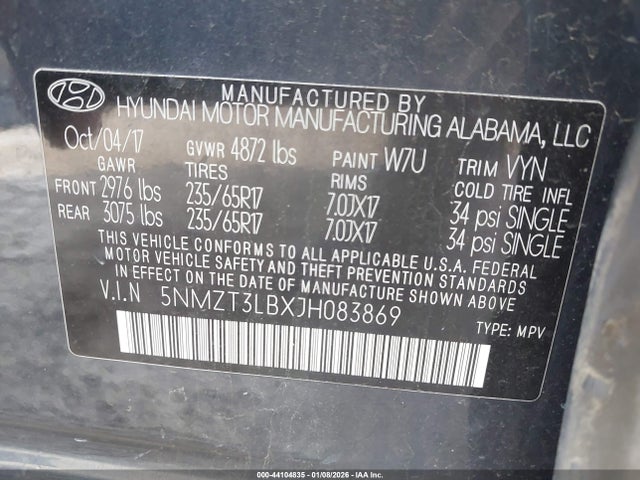 MANUFACTURED BY
HYUNDAI MOTOR MANUFACTURING ALABAMA, LLC
Oct/04/17 GVWR 4872 lbs PAINT W7U TRIM VYN
GAWR TIRES RIMS COLD TIRE INFL
FRONT 2976 lbs 235/65R17 7.0JX17 34 psi SINGLE
REAR 3075 lbs 235/65R17 7.0JX17 34 psi SINGLE
THIS VEHICLE CONFORMS TO ALL APPLICABLE U.S.A. FEDERAL
MOTOR VEHICLE SAFETY, BUMPER, AND THEFT PREVENTION STANDARDS
IN EFFECT ON THE DATE OF MANUFACTURE SHOWN ABOVE.
V.I.N 5NMZT3LBXJH083869
TYPE: MPV
000-44104835 - 01/08/2026 - IAA Inc.